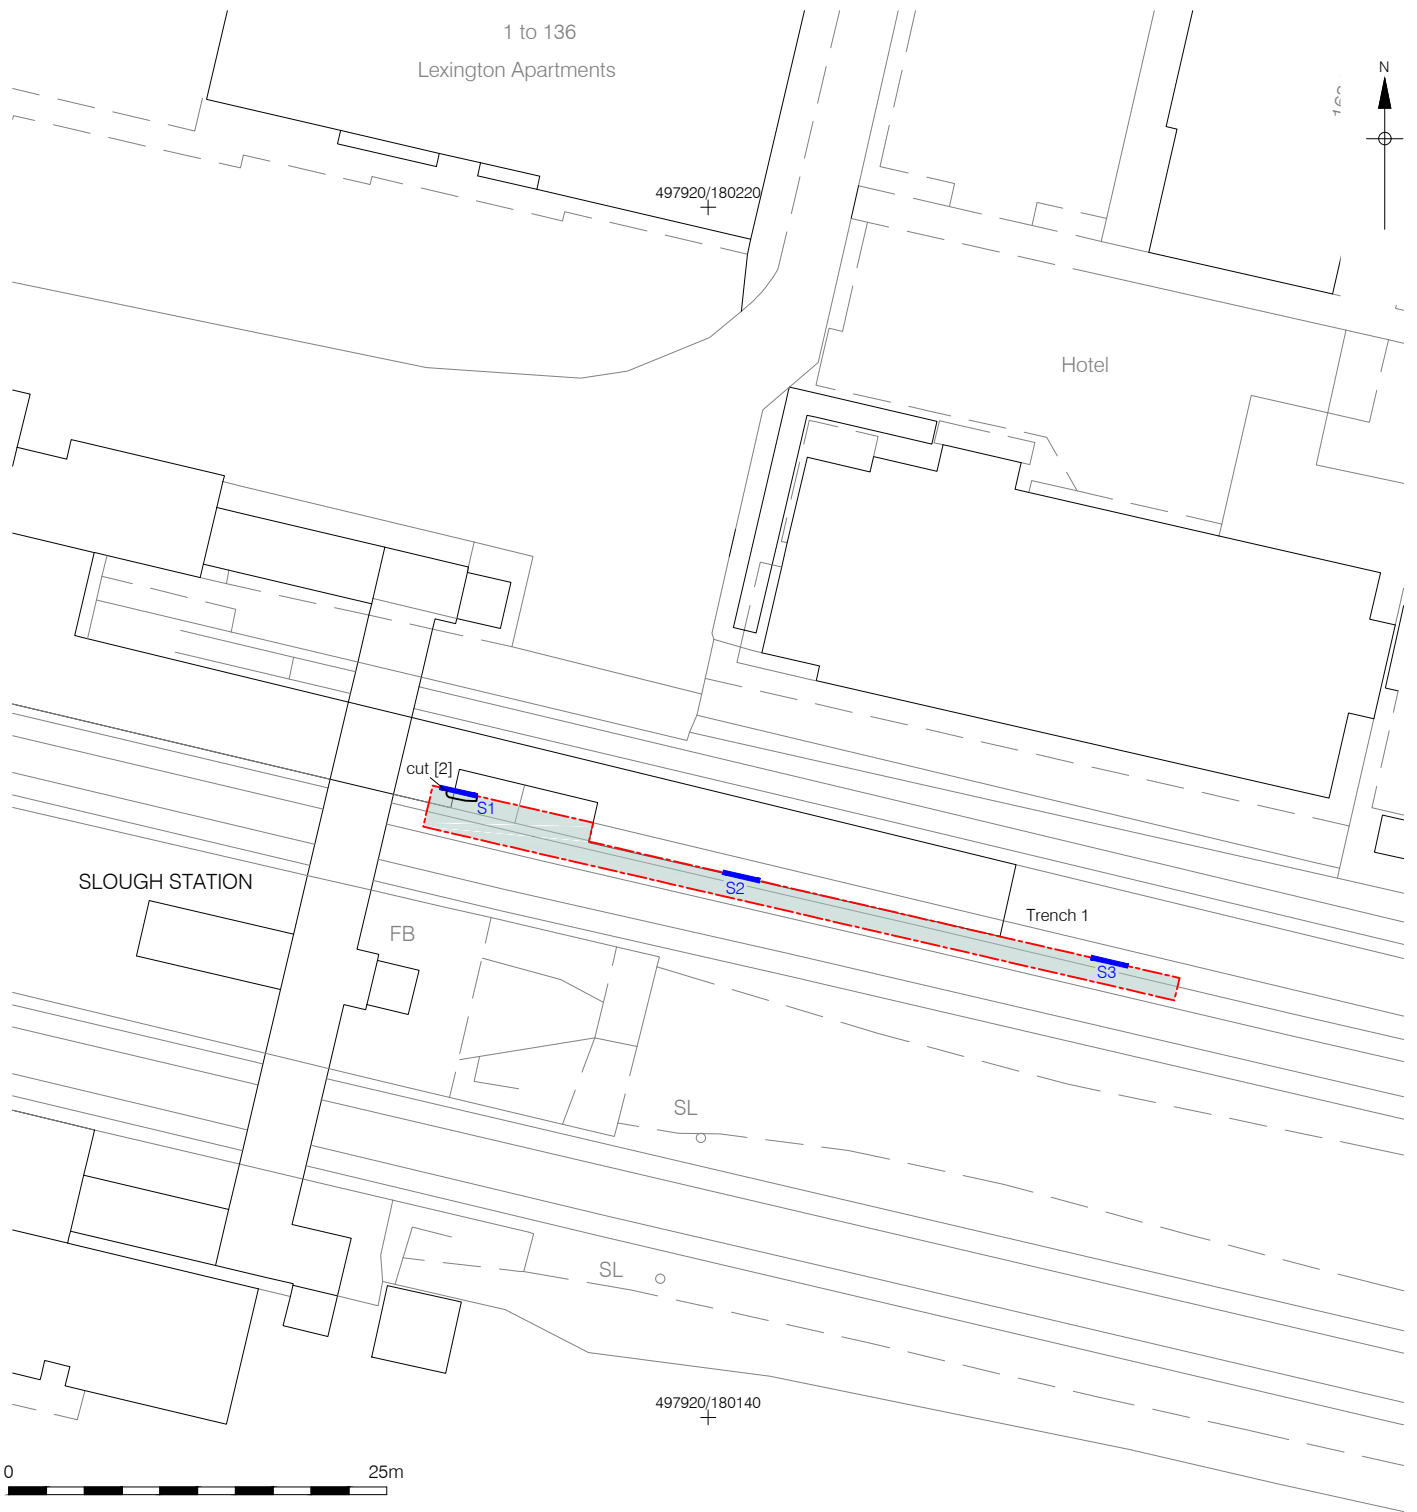 1 to 136
Lexington Apartments
N
497920/180220
Hotel
cut [2]
S1
SLOUGH STATION
S2
FB
Trench 1
S3
SL
SL
497920/180140
0 25m